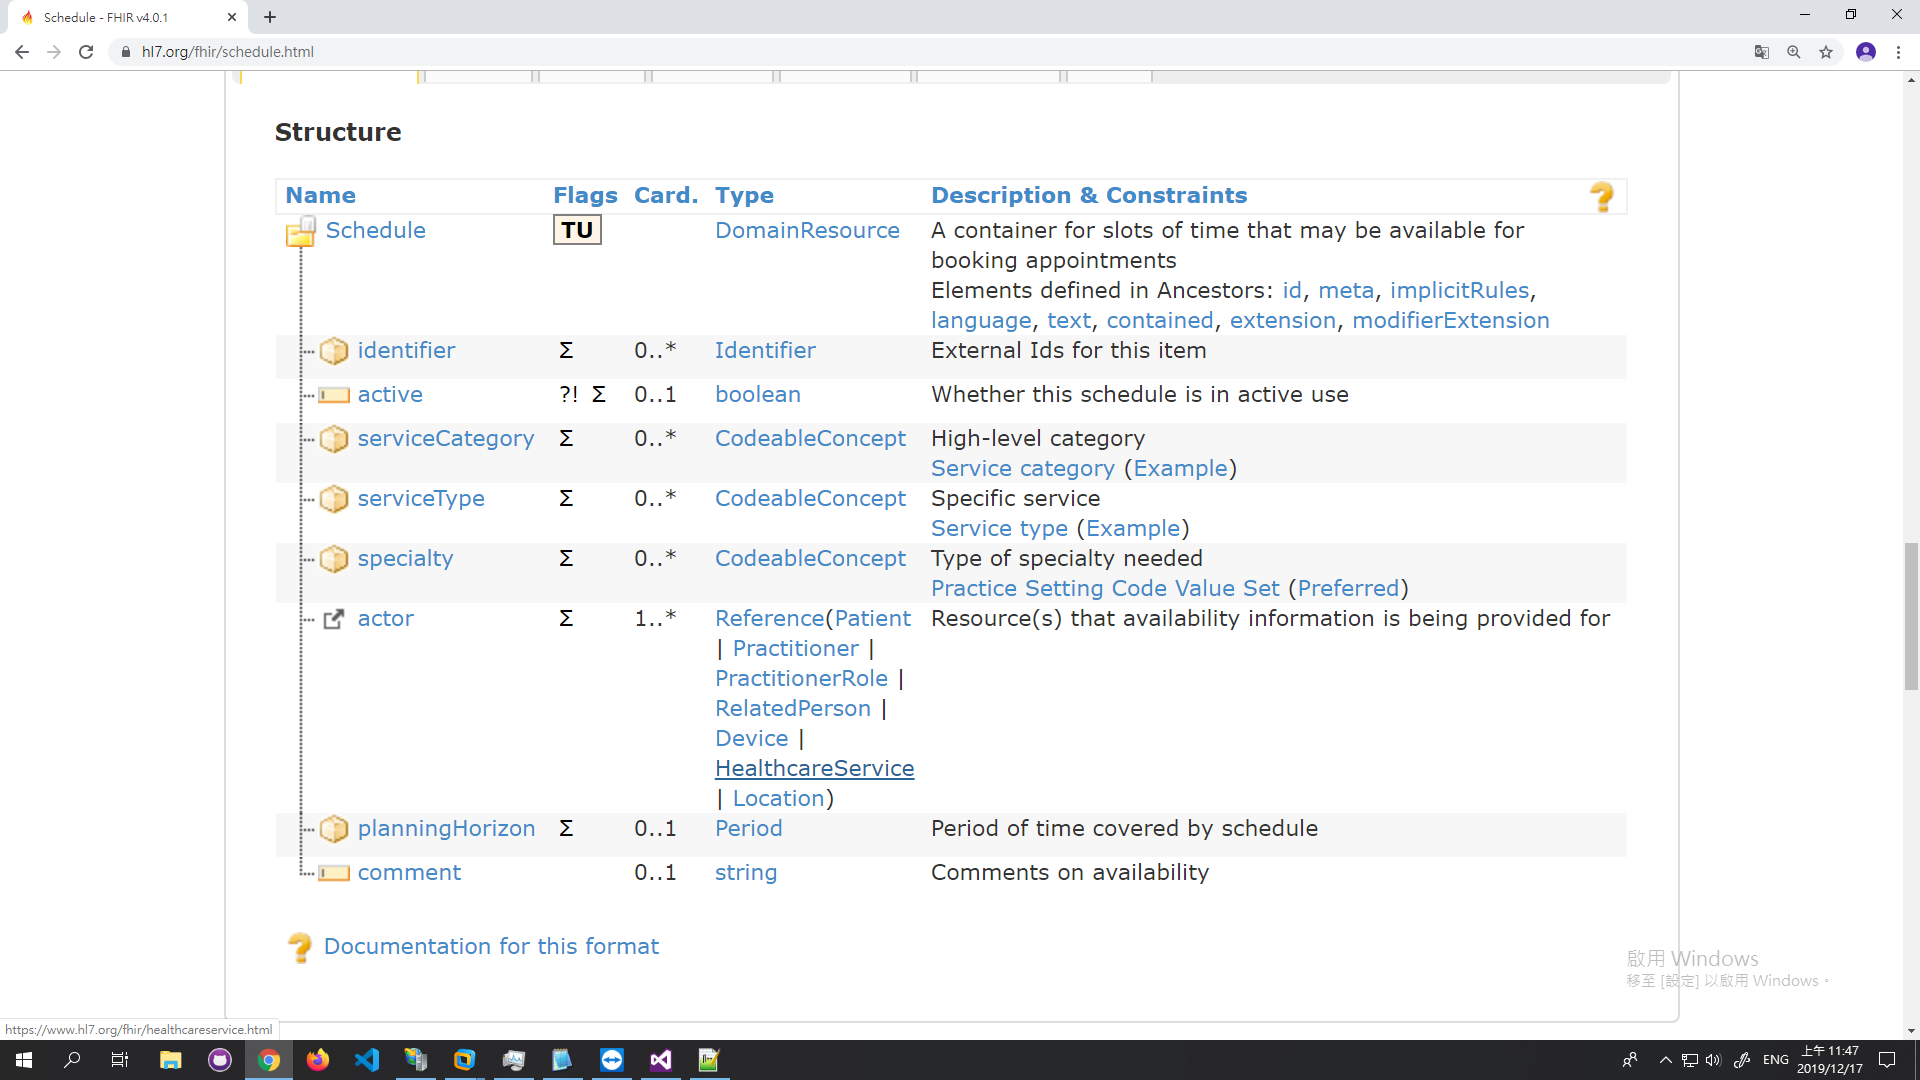 Schedule - FHIR v4.0.1
hl7.org/fhir/schedule.html
Structure
Name Flags Card. Type Description & Constraints
Schedule TU DomainResource A container for slots of time that may be available for
booking appointments
Elements defined in Ancestors: id, meta, implicitRules,
language, text, contained, extension, modifierExtension
identifier Σ 0..* Identifier External Ids for this item
active ?! Σ 0..1 boolean Whether this schedule is in active use
serviceCategory Σ 0..* CodeableConcept High-level category
Service category (Example)
serviceType Σ 0..* CodeableConcept Specific service
Service type (Example)
specialty Σ 0..* CodeableConcept Type of specialty needed
Practice Setting Code Value Set (Preferred)
actor Σ 1..* Reference(Patient Resource(s) that availability information is being provided for
| Practitioner |
PractitionerRole |
RelatedPerson |
Device |
HealthcareService
| Location)
planningHorizon Σ 0..1 Period Period of time covered by schedule
comment 0..1 string Comments on availability
Documentation for this format
啟用 Windows
移至 [設定] 以啟用 Windows。
https://www.hl7.org/fhir/healthcareservice.html
ENG
上午 11:47
2019/12/17